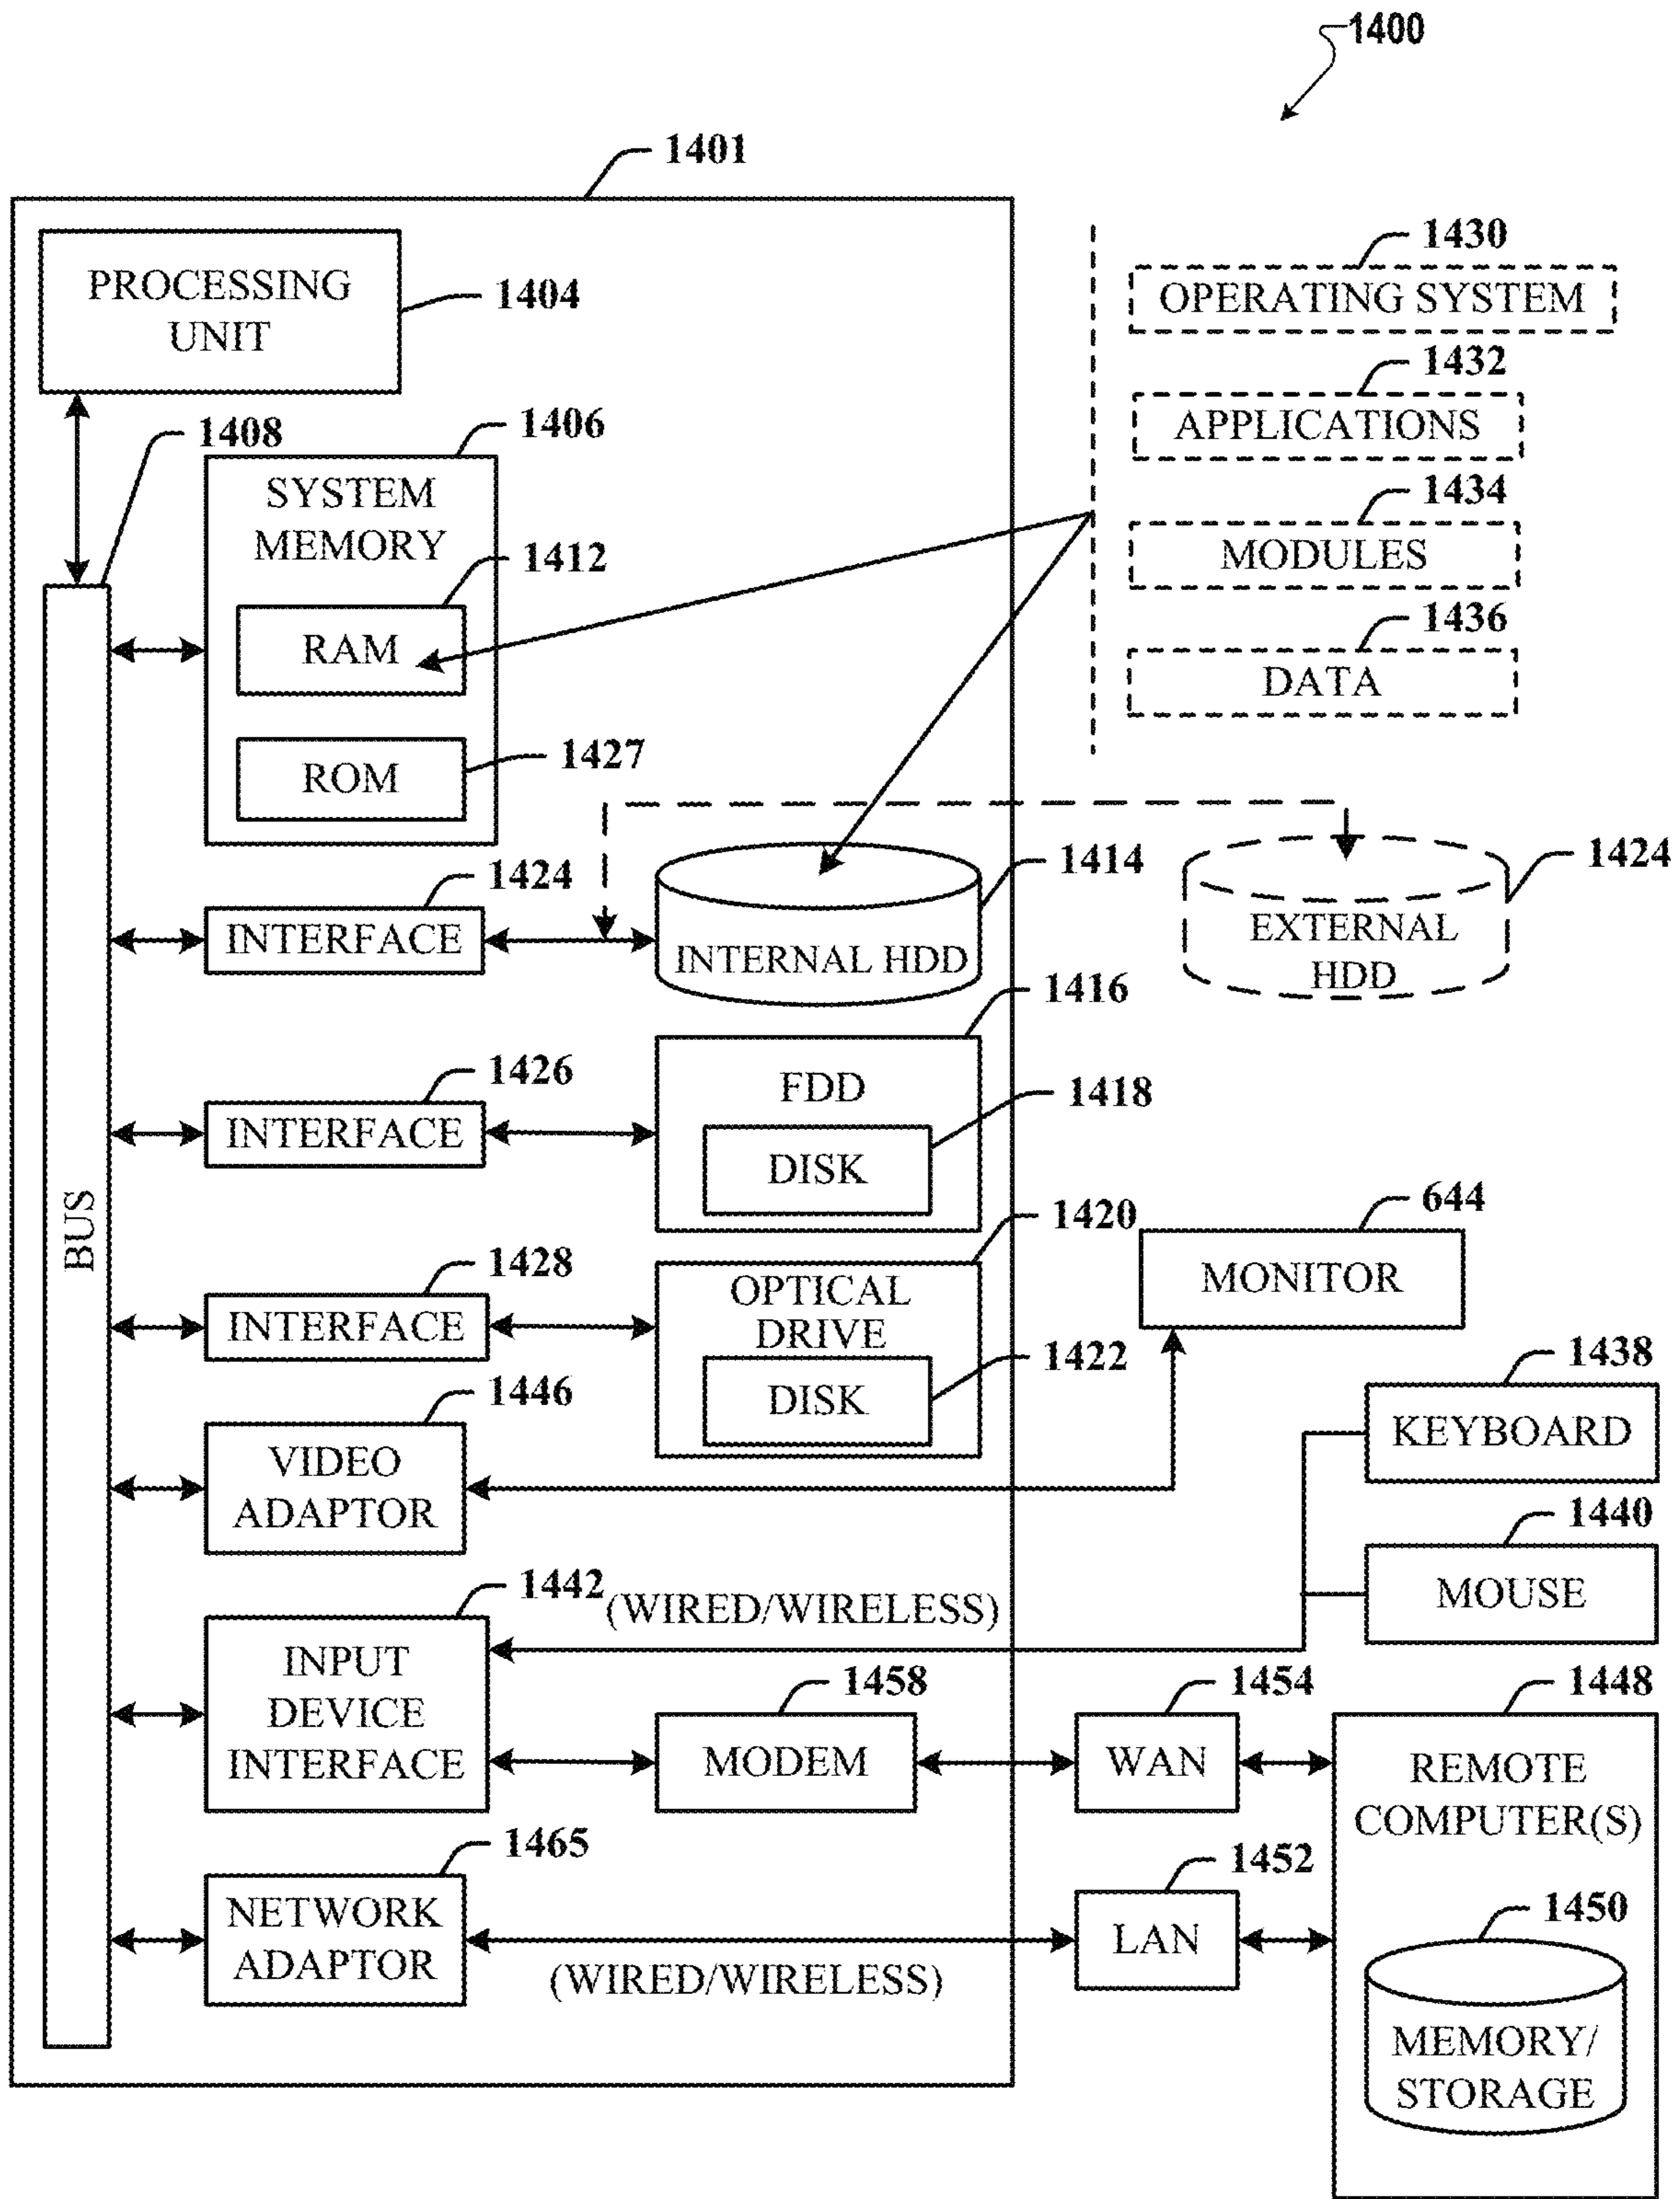 1400
1401
PROCESSING
UNIT
1404
1408
1406
SYSTEM
MEMORY
1412
RAM
ROM
1427
1430
OPERATING SYSTEM
1432
APPLICATIONS
1434
MODULES
1436
DATA
BUS
1424
INTERFACE
1414
INTERNAL HDD
1424
EXTERNAL
HDD
1426
INTERFACE
1416
FDD
1418
DISK
1428
INTERFACE
1420
OPTICAL
DRIVE
1422
DISK
644
MONITOR
1446
VIDEO
ADAPTOR
1438
KEYBOARD
1440
MOUSE
1442
(WIRED/WIRELESS)
INPUT
DEVICE
INTERFACE
1458
MODEM
1454
WAN
1448
REMOTE
COMPUTER(S)
1465
NETWORK
ADAPTOR
(WIRED/WIRELESS)
1452
LAN
1450
MEMORY/
STORAGE